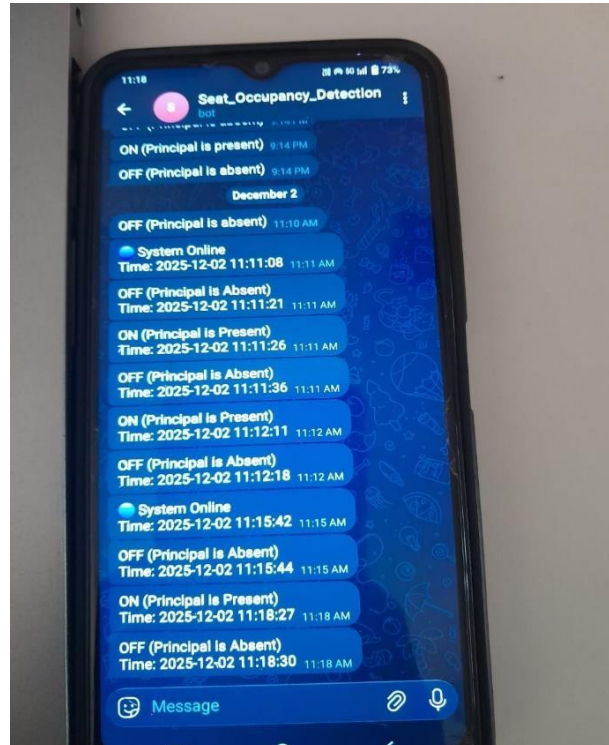 11:18
5G 73%
Seat_Occupancy_Detection
bot
ON (Principal is present) 9:14 PM
OFF (Principal is absent) 9:14 PM
December 2
OFF (Principal is absent) 11:10 AM
System Online
Time: 2025-12-02 11:11:08 11:11 AM
OFF (Principal is Absent)
Time: 2025-12-02 11:11:21 11:11 AM
ON (Principal is Present)
Time: 2025-12-02 11:11:26 11:11 AM
OFF (Principal is Absent)
Time: 2025-12-02 11:11:36 11:11 AM
ON (Principal is Present)
Time: 2025-12-02 11:12:11 11:12 AM
OFF (Principal is Absent)
Time: 2025-12-02 11:12:18 11:12 AM
System Online
Time: 2025-12-02 11:15:42 11:15 AM
OFF (Principal is Absent)
Time: 2025-12-02 11:15:44 11:15 AM
ON (Principal is Present)
Time: 2025-12-02 11:18:27 11:18 AM
OFF (Principal is Absent)
Time: 2025-12-02 11:18:30 11:18 AM
Message